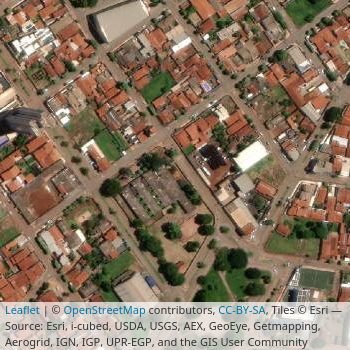 Leaflet | © OpenStreetMap contributors, CC-BY-SA, Tiles © Esri —
Source: Esri, i-cubed, USDA, USGS, AEX, GeoEye, Getmapping,
Aerogrid, IGN, IGP, UPR-EGP, and the GIS User Community